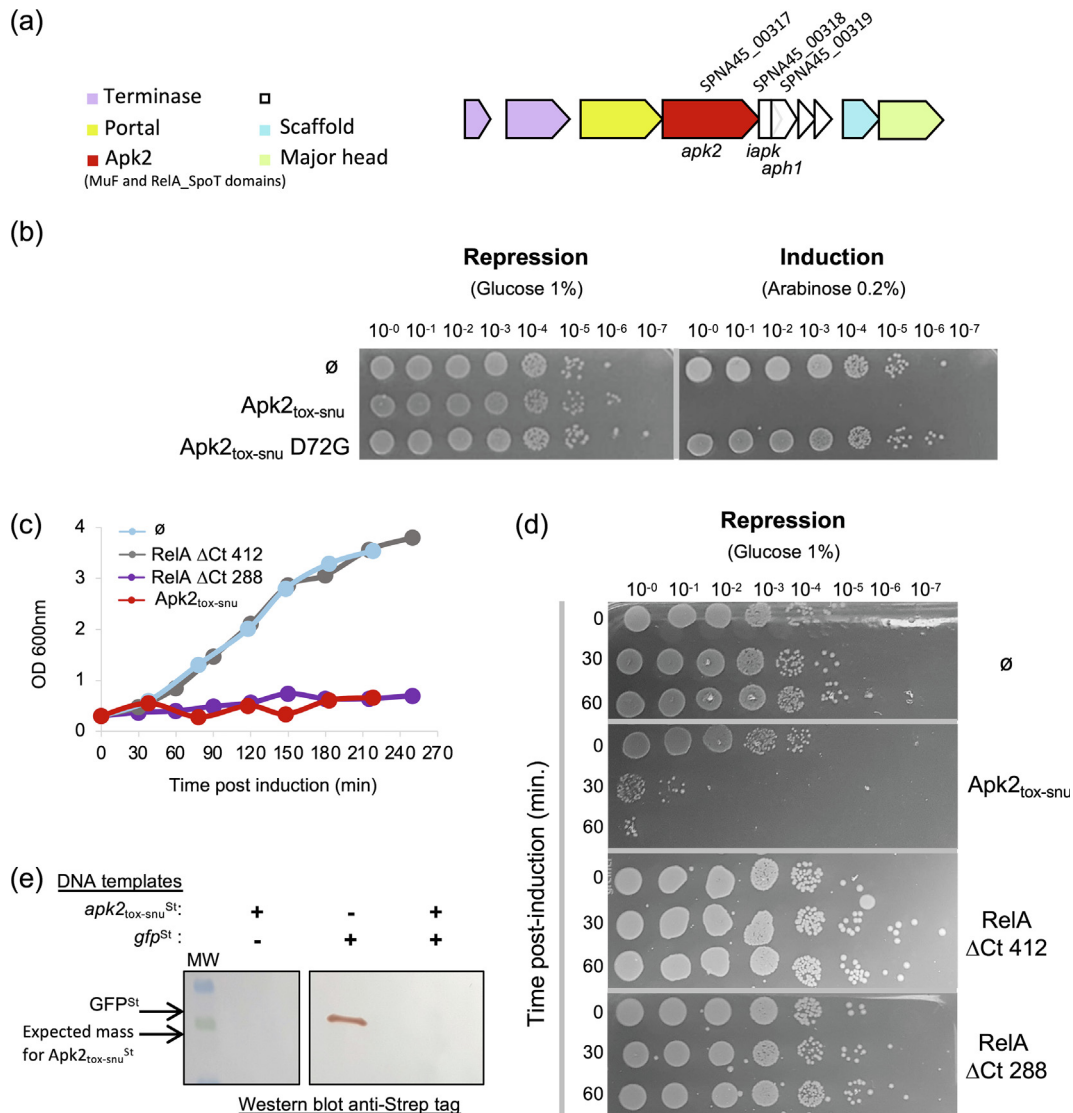 (a)
SPNA45_00317
SPNA45_00318
SPNA45_00319
Terminase
Portal
Scaffold
Apk2
Major head
(MuF and RelA_SpoT domains)
apk2
iapk
aph1
(b)
Repression
Induction
(Glucose 1%)
(Arabinose 0.2%)
10-0 10-1 10-2 10-3 10-4 10-5 10-6 10-7
10-0 10-1 10-2 10-3 10-4 10-5 10-6 10-7
ø
Apk2tox-snu
Apk2tox-snu D72G
(c)
ø
RelA ΔCt 412
RelA ΔCt 288
Apk2tox-snu
OD 600nm
4
3
2
1
0
0 30 60 90 120 150 180 210 240 270
Time post induction (min)
(d)
Repression
(Glucose 1%)
10-0 10-1 10-2 10-3 10-4 10-5 10-6 10-7
Time post-induction (min.)
0
30
60
ø
0
30
60
Apk2tox-snu
0
30
60
RelA
ΔCt 412
0
30
60
RelA
ΔCt 288
(e)
DNA templates
apk2tox-snuSt: + - +
gfpSt : - + +
MW
GFPSt
Expected mass
for Apk2tox-snuSt
Western blot anti-Strep tag